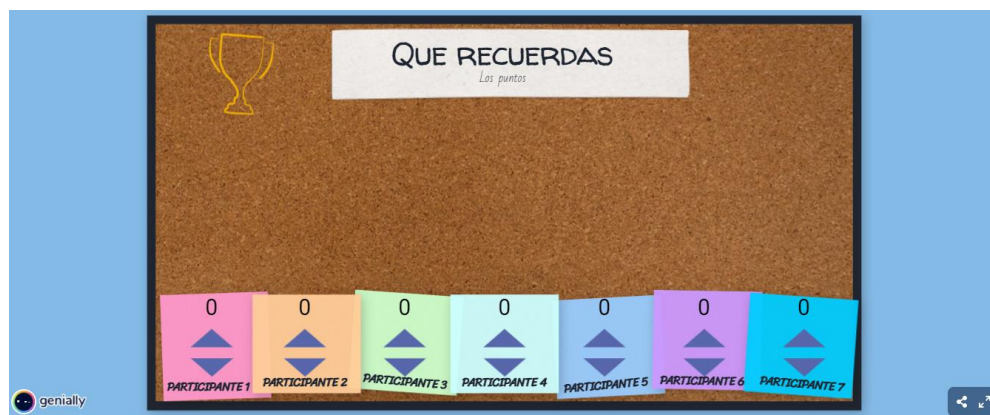 Que recuerdas
Los puntos
0 0 0 0 0 0 0
PARTICIPANTE 1 PARTICIPANTE 2 PARTICIPANTE 3 PARTICIPANTE 4 PARTICIPANTE 5 PARTICIPANTE 6 PARTICIPANTE 7
genially